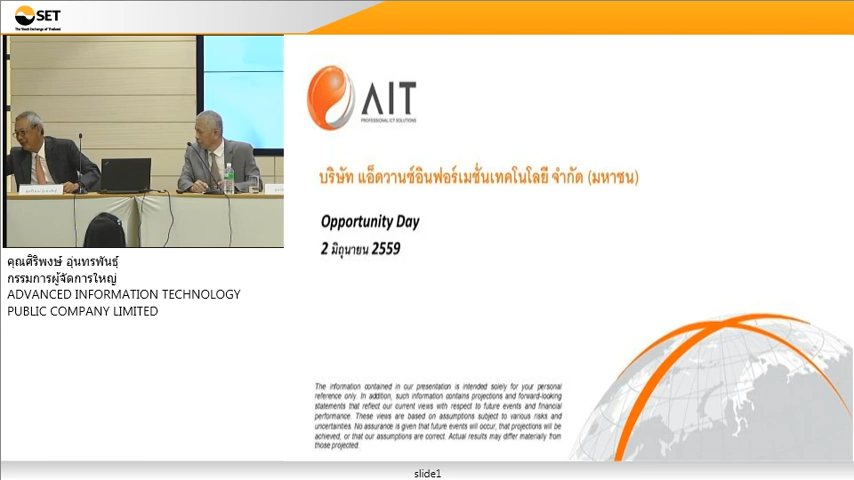 SET
The Stock Exchange of Thailand
AIT
PROFESSIONAL ICT SOLUTIONS
บริษัท แอ็ดวานซ์อินฟอร์เมชั่นเทคโนโลยี จำกัด (มหาชน)
Opportunity Day
2 มิถุนายน 2559
คุณศิริพงษ์ อุ่นทรพันธุ์
กรรมการผู้จัดการใหญ่
ADVANCED INFORMATION TECHNOLOGY
PUBLIC COMPANY LIMITED
The information contained in our presentation is intended solely for your personal
reference only. In addition, such information contains projections and forward-looking
statements that reflect our current views with respect to future events and financial
performance. These views are based on assumptions subject to various risks and
uncertainties. No assurance is given that future events will occur, that projections will be
achieved, or that our assumptions are correct. Actual results may differ materially from
those projected.
slide1